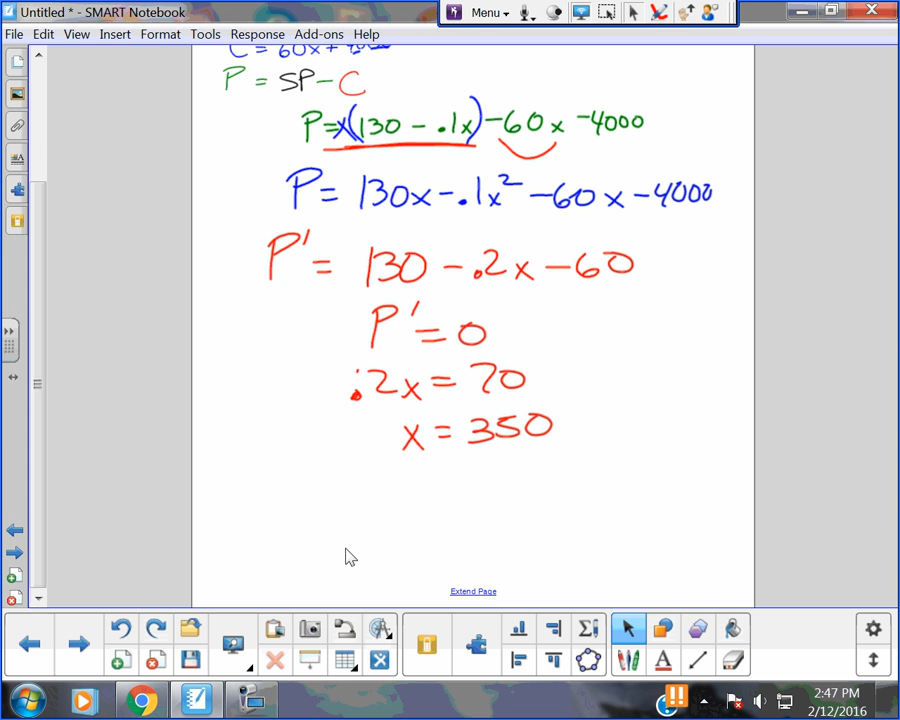 Untitled * - SMART Notebook
Menu
File Edit View Insert Format Tools Response Add-ons Help
C = 60x +
P = SP - C
P = x(130 - .1x) - 60x - 4000
P = 130x - .1x² - 60x - 4000
P' = 130 - .2x - 60
P' = 0
.2x = 70
x = 350
Extend Page
2:47 PM
2/12/2016